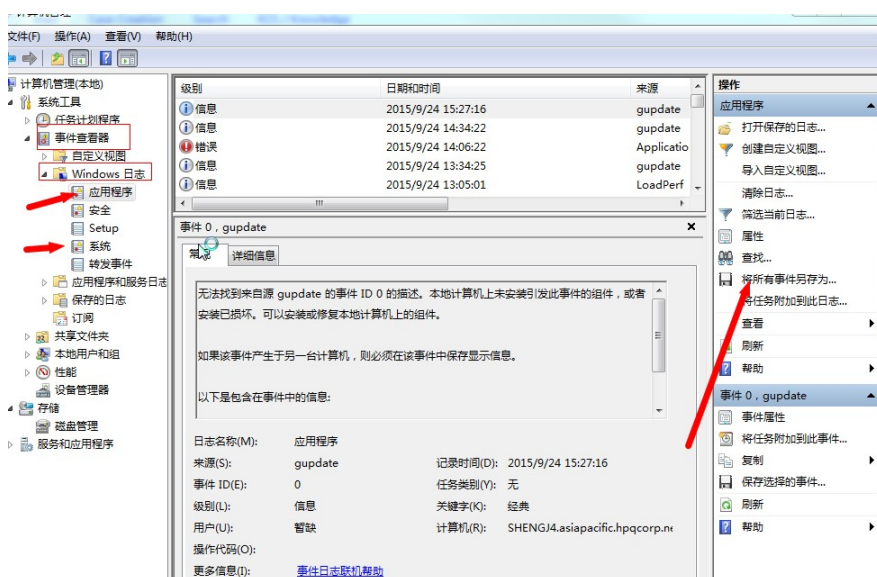 文件(F) 操作(A) 查看(V) 帮助(H)
计算机管理(本地)
系统工具
任务计划程序
事件查看器
自定义视图
Windows 日志
应用程序
安全
Setup
系统
转发事件
应用程序和服务日志
保存的日志
订阅
共享文件夹
本地用户和组
性能
设备管理器
存储
磁盘管理
服务和应用程序
级别 日期和时间 来源
信息 2015/9/24 15:27:16 gupdate
信息 2015/9/24 14:34:22 gupdate
错误 2015/9/24 14:06:22 Applicatio
信息 2015/9/24 13:34:25 gupdate
信息 2015/9/24 13:05:01 LoadPerf
事件 0，gupdate
常规 详细信息
无法找到来自源 gupdate 的事件 ID 0 的描述。本地计算机上未安装引发此事件的组件，或者
安装已损坏。可以安装或修复本地计算机上的组件。
如果该事件产生于另一台计算机，则必须在该事件中保存显示信息。
以下是包含在事件中的信息:
日志名称(M): 应用程序
来源(S): gupdate 记录时间(D): 2015/9/24 15:27:16
事件 ID(E): 0 任务类别(Y): 无
级别(L): 信息 关键字(K): 经典
用户(U): 暂缺 计算机(R): SHENGJ4.asiapacific.hpqcorp.ne
操作代码(O):
更多信息(I): 事件日志联机帮助
操作
应用程序
打开保存的日志...
创建自定义视图...
导入自定义视图...
清除日志...
筛选当前日志...
属性
查找...
将所有事件另存为...
将任务附加到此日志...
查看
刷新
帮助
事件 0，gupdate
事件属性
将任务附加到此事件...
复制
保存选择的事件...
刷新
帮助